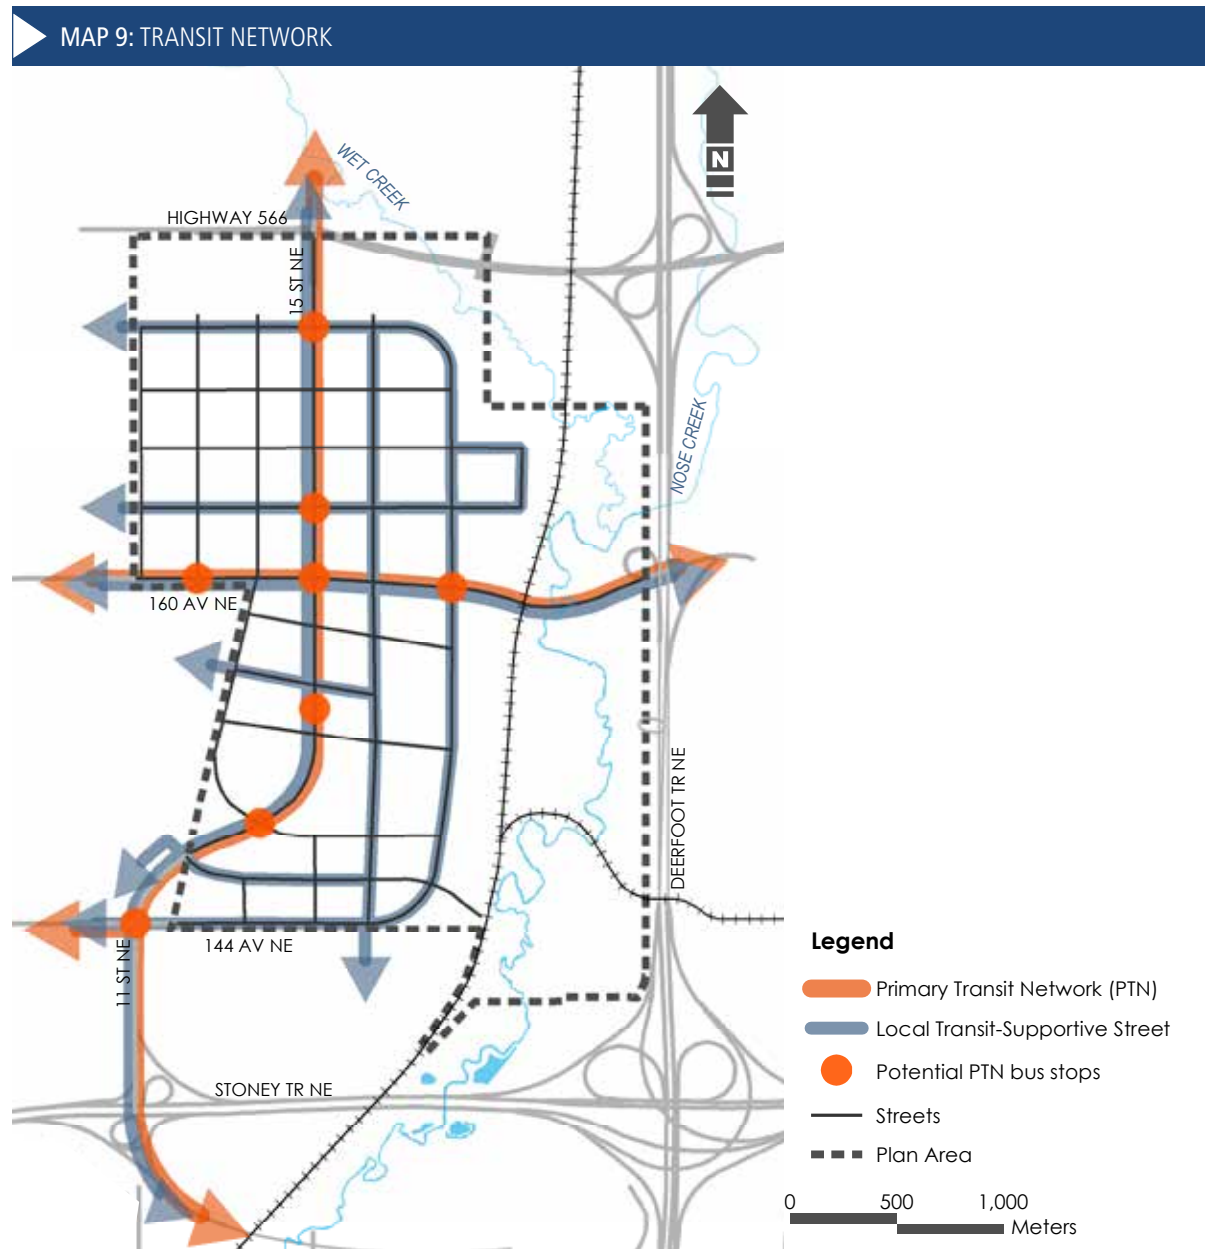 MAP 9: TRANSIT NETWORK
N
WET CREEK
HIGHWAY 566
15 ST NE
NOSE CREEK
160 AV NE
DEERFOOT TR NE
144 AV NE
11 ST NE
STONEY TR NE
Legend
Primary Transit Network (PTN)
Local Transit-Supportive Street
Potential PTN bus stops
Streets
Plan Area
0 500 1,000
Meters